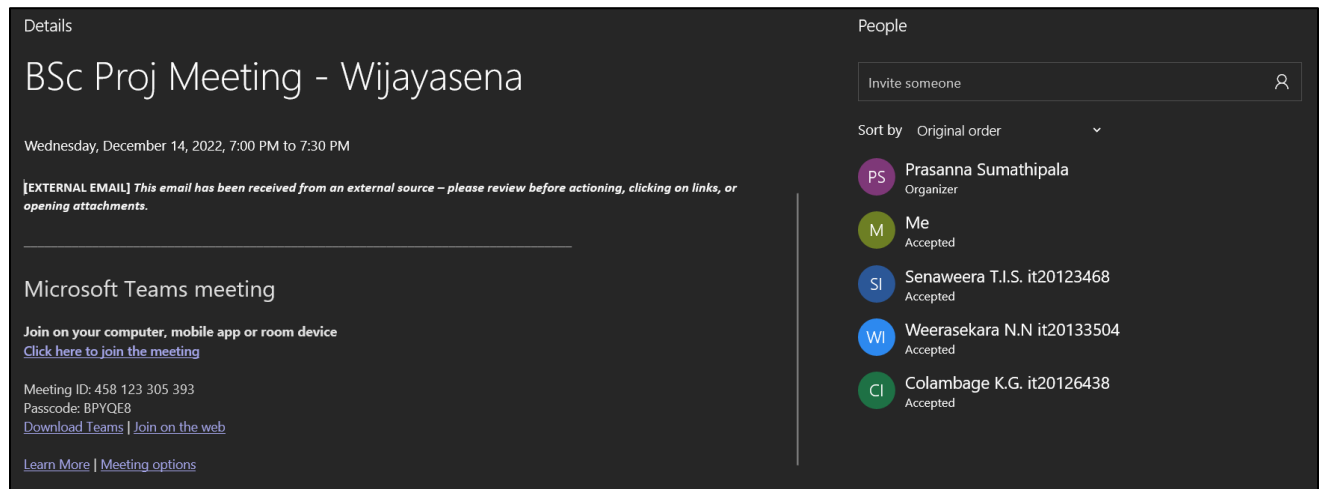 Details
BSc Proj Meeting - Wijayasena
Wednesday, December 14, 2022, 7:00 PM to 7:30 PM
[EXTERNAL EMAIL] This email has been received from an external source – please review before actioning, clicking on links, or
opening attachments.
Microsoft Teams meeting
Join on your computer, mobile app or room device
Click here to join the meeting
Meeting ID: 458 123 305 393
Passcode: BPYQE8
Download Teams | Join on the web
Learn More | Meeting options
People
Invite someone
Sort by Original order
PS Prasanna Sumathipala
Organizer
M Me
Accepted
SI Senaweera T.I.S. it20123468
Accepted
WI Weerasekara N.N it20133504
Accepted
CI Colambage K.G. it20126438
Accepted